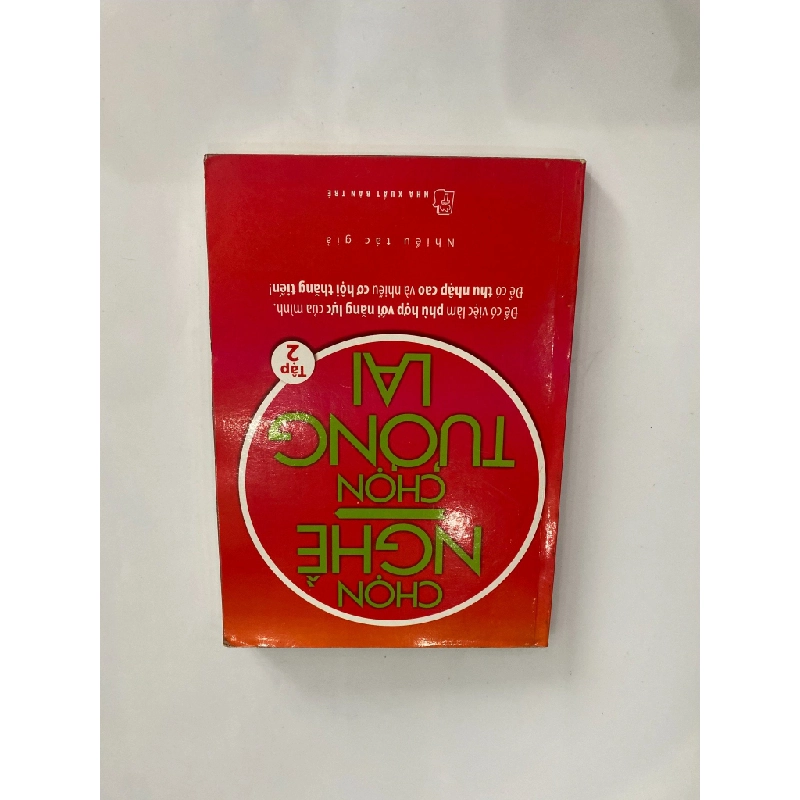 CHỌN
NGHỀ
CHỌN
TƯƠNG
LAI
Tập
2
Để có việc làm phù hợp với năng lực của mình.
Để có thu nhập cao và nhiều cơ hội thăng tiến!
Nhiều tác giả
NHÀ XUẤT BẢN TRẺ